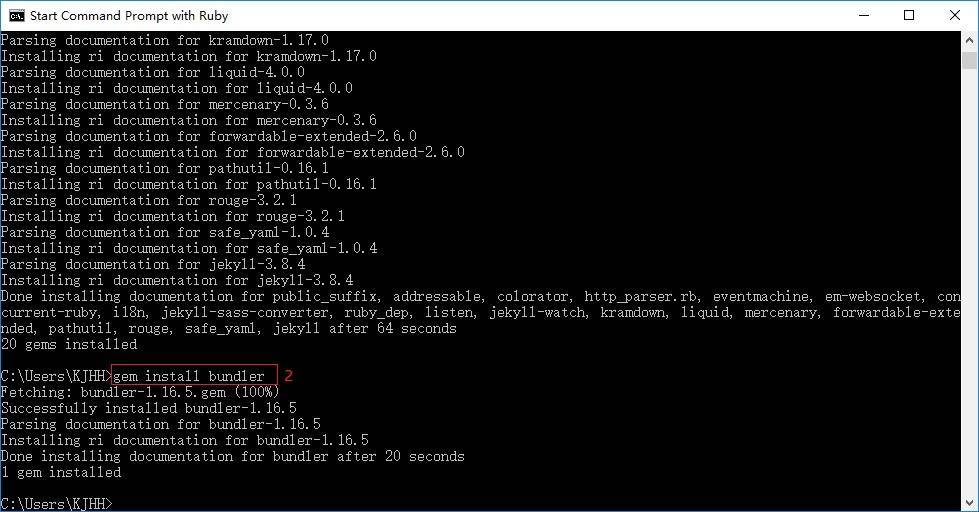 Start Command Prompt with Ruby
Parsing documentation for kramdown-1.17.0
Installing ri documentation for kramdown-1.17.0
Parsing documentation for liquid-4.0.0
Installing ri documentation for liquid-4.0.0
Parsing documentation for mercenary-0.3.6
Installing ri documentation for mercenary-0.3.6
Parsing documentation for forwardable-extended-2.6.0
Installing ri documentation for forwardable-extended-2.6.0
Parsing documentation for pathutil-0.16.1
Installing ri documentation for pathutil-0.16.1
Parsing documentation for rouge-3.2.1
Installing ri documentation for rouge-3.2.1
Parsing documentation for safe_yaml-1.0.4
Installing ri documentation for safe_yaml-1.0.4
Parsing documentation for jekyll-3.8.4
Installing ri documentation for jekyll-3.8.4
Done installing documentation for public_suffix, addressable, colorator, http_parser.rb, eventmachine, em-websocket, con
current-ruby, i18n, jekyll-sass-converter, ruby_dep, listen, jekyll-watch, kramdown, liquid, mercenary, forwardable-exte
nded, pathutil, rouge, safe_yaml, jekyll after 64 seconds
20 gems installed
C:\Users\KJHH>gem install bundler 2
Fetching: bundler-1.16.5.gem (100%)
Successfully installed bundler-1.16.5
Parsing documentation for bundler-1.16.5
Installing ri documentation for bundler-1.16.5
Done installing documentation for bundler after 20 seconds
1 gem installed
C:\Users\KJHH>